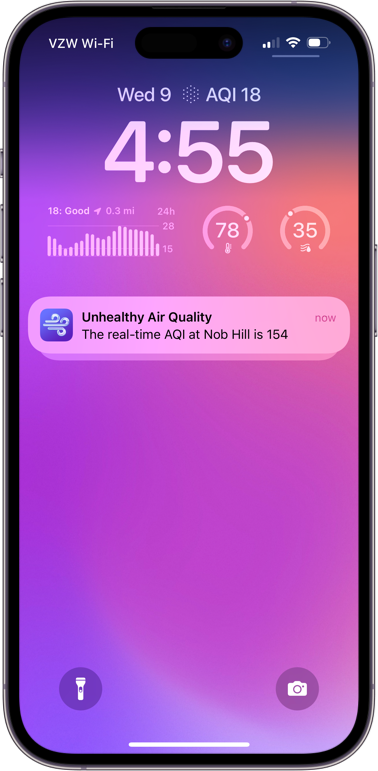 VZW Wi-Fi
Wed 9 AQI 18
4:55
18: Good 0.3 mi 24h
28
15
78
35
Unhealthy Air Quality now
The real-time AQI at Nob Hill is 154